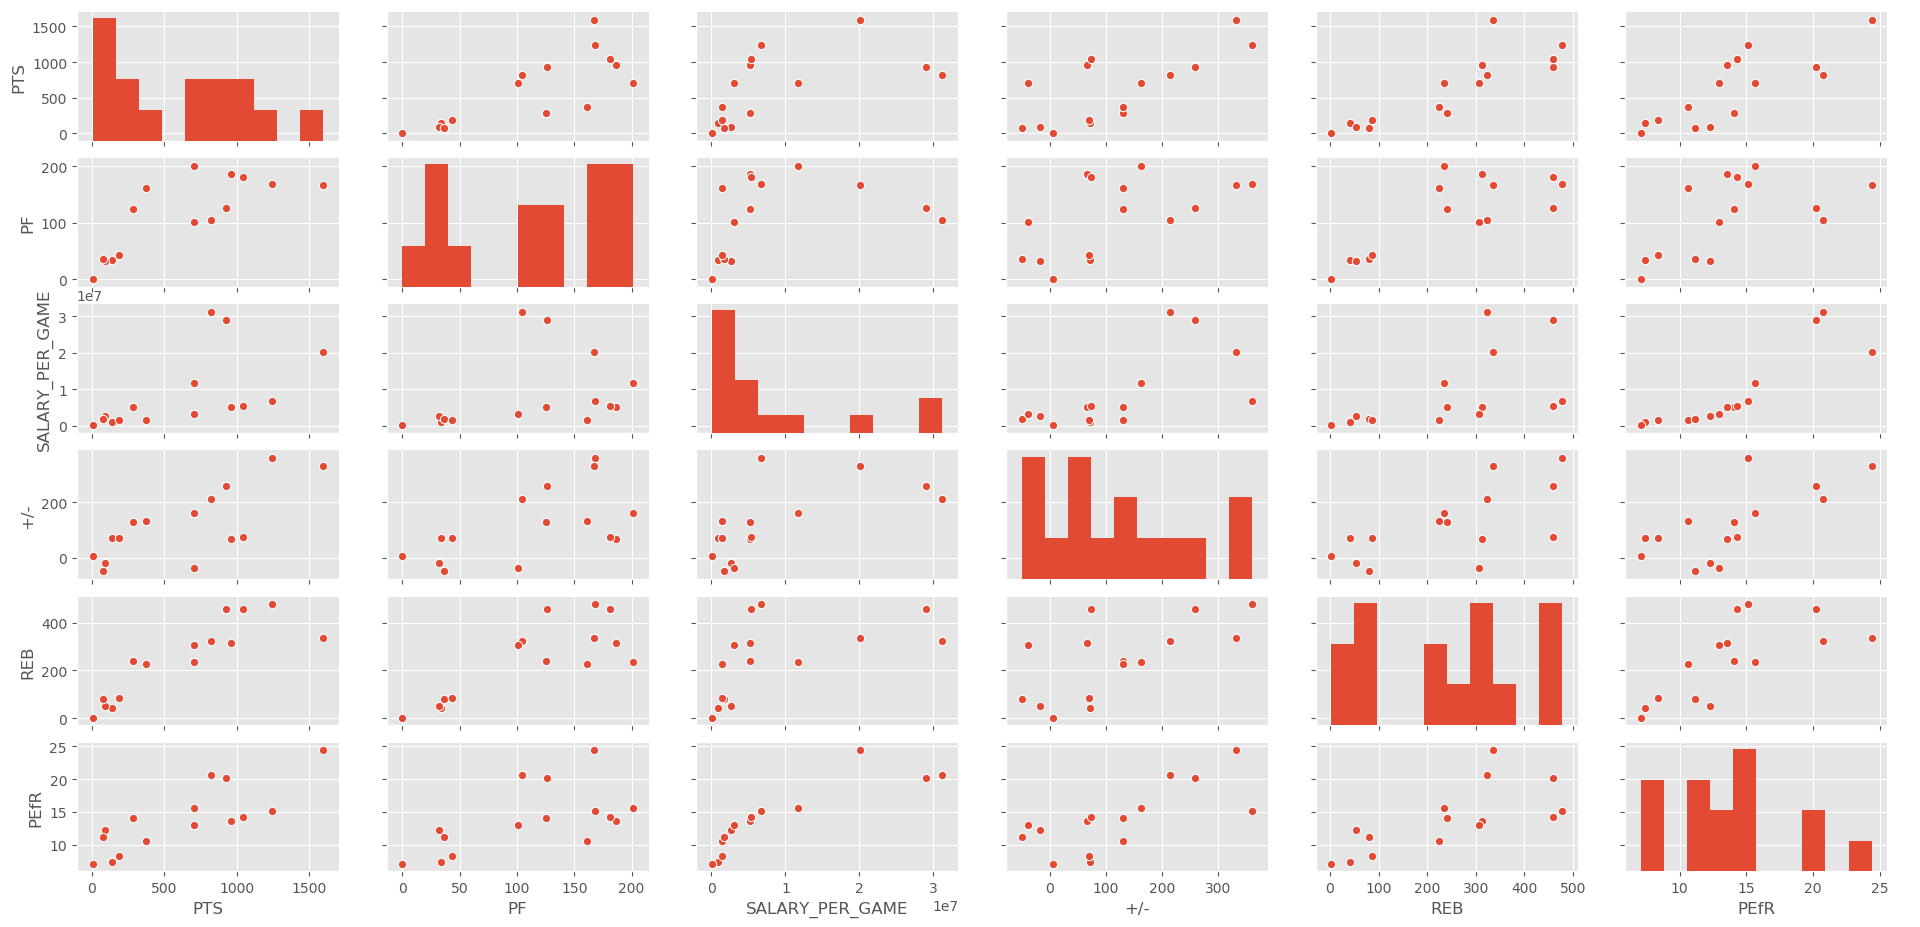 1500
1000
500
0
PTS
200
100
0
PF
1e7
3
2
1
0
SALARY_PER_GAME
200
0
+/-
400
200
0
REB
25
20
15
10
PEfR
0 500 1000 1500
0 50 100 150 200
0 1 2 3
0 100 200 300
0 100 200 300 400 500
10 15 20 25
1e7
PTS PF SALARY_PER_GAME +/- REB PEfR